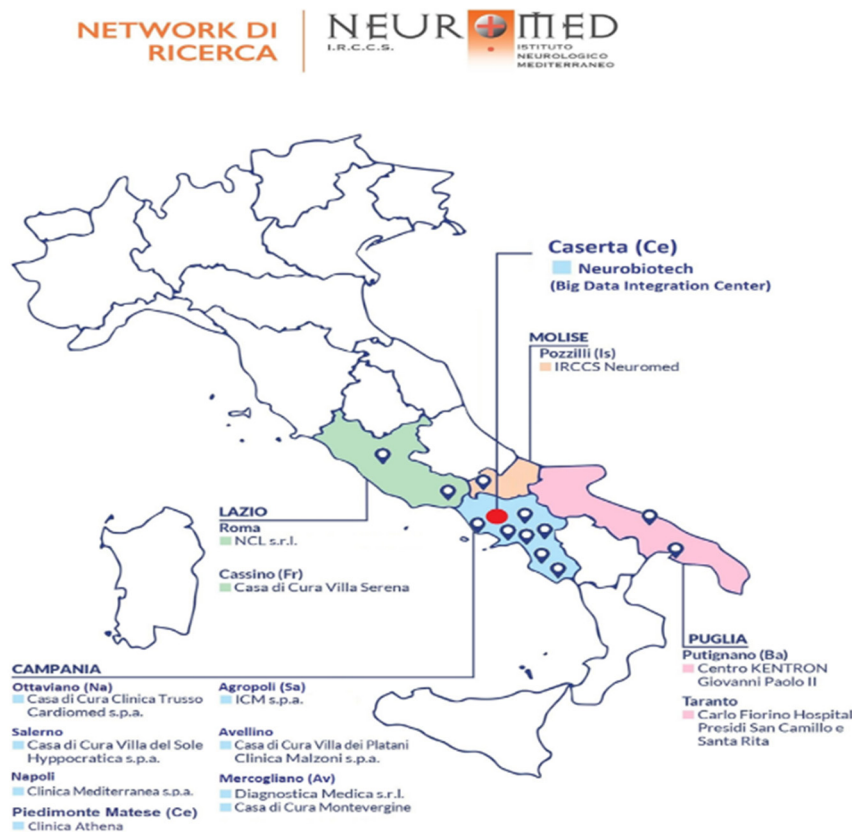 NETWORK DI
RICERCA
NEUROMED
I.R.C.C.S.
ISTITUTO
NEUROLOGICO
MEDITERRANEO
Caserta (Ce)
Neurobiotech
(Big Data Integration Center)
MOLISE
Pozzilli (Is)
IRCCS Neuromed
LAZIO
Roma
NCL s.r.l.
Cassino (Fr)
Casa di Cura Villa Serena
CAMPANIA
Ottaviano (Na)
Casa di Cura Clinica Trusso
Cardiomed s.p.a.
Salerno
Casa di Cura Villa del Sole
Hyppocratica s.p.a.
Napoli
Clinica Mediterranea s.p.a.
Piedimonte Matese (Ce)
Clinica Athena
Agropoli (Sa)
ICM s.p.a.
Avellino
Casa di Cura Villa dei Platani
Clinica Malzoni s.p.a.
Mercogliano (Av)
Diagnostica Medica s.r.l.
Casa di Cura Montevergine
PUGLIA
Putignano (Ba)
Centro KENTRON
Giovanni Paolo II
Taranto
Carlo Fiorino Hospital
Presidi San Camillo e
Santa Rita